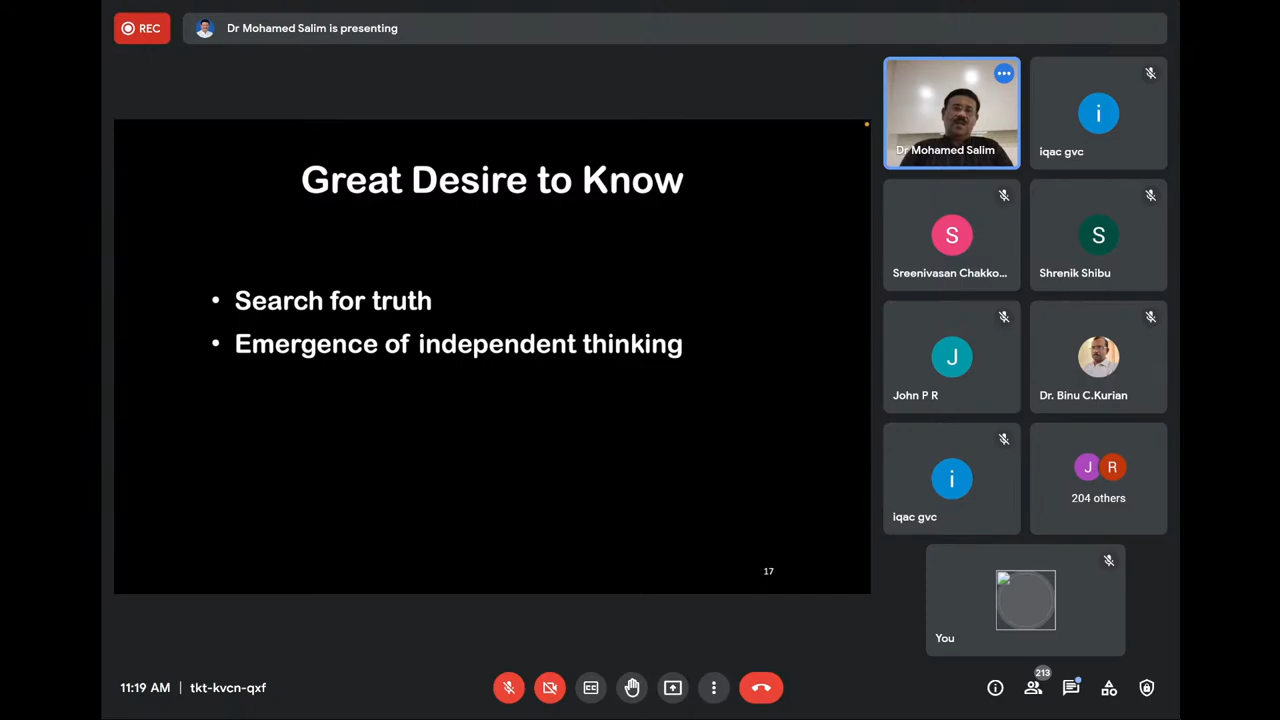 REC
Dr Mohamed Salim is presenting
Great Desire to Know
• Search for truth
• Emergence of independent thinking
17
Dr Mohamed Salim
i
iqac gvc
S
Sreenivasan Chakko...
S
Shrenik Shibu
J
John P R
Dr. Binu C.Kurian
i
iqac gvc
J R
204 others
You
11:19 AM | tkt-kvcn-qxf
CC
213